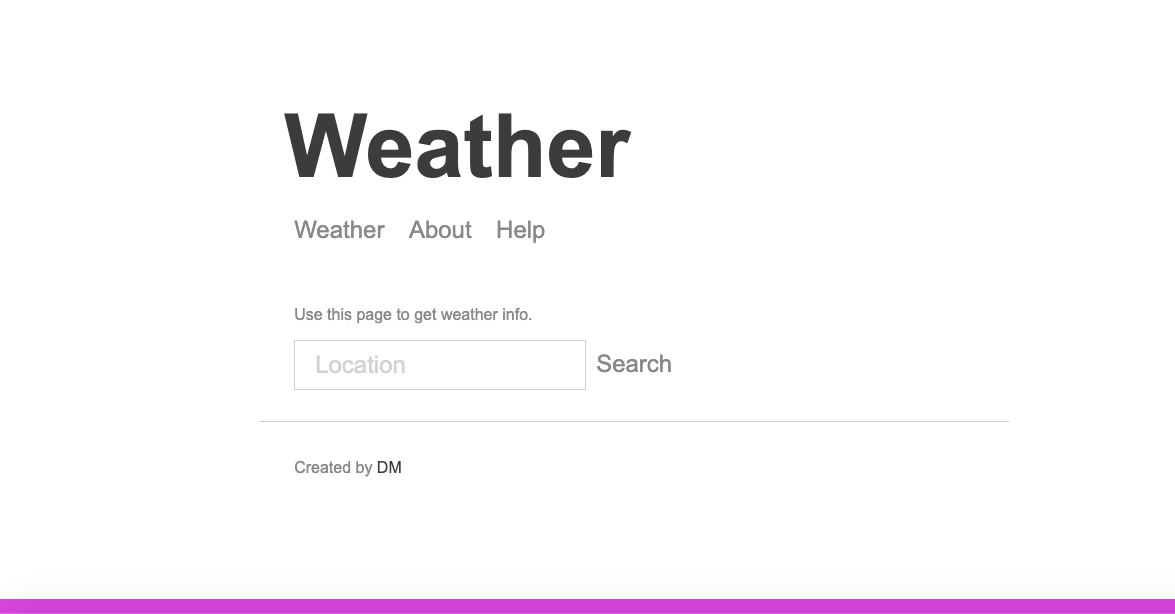 Weather
Weather About Help
Use this page to get weather info.
Location Search
Created by DM